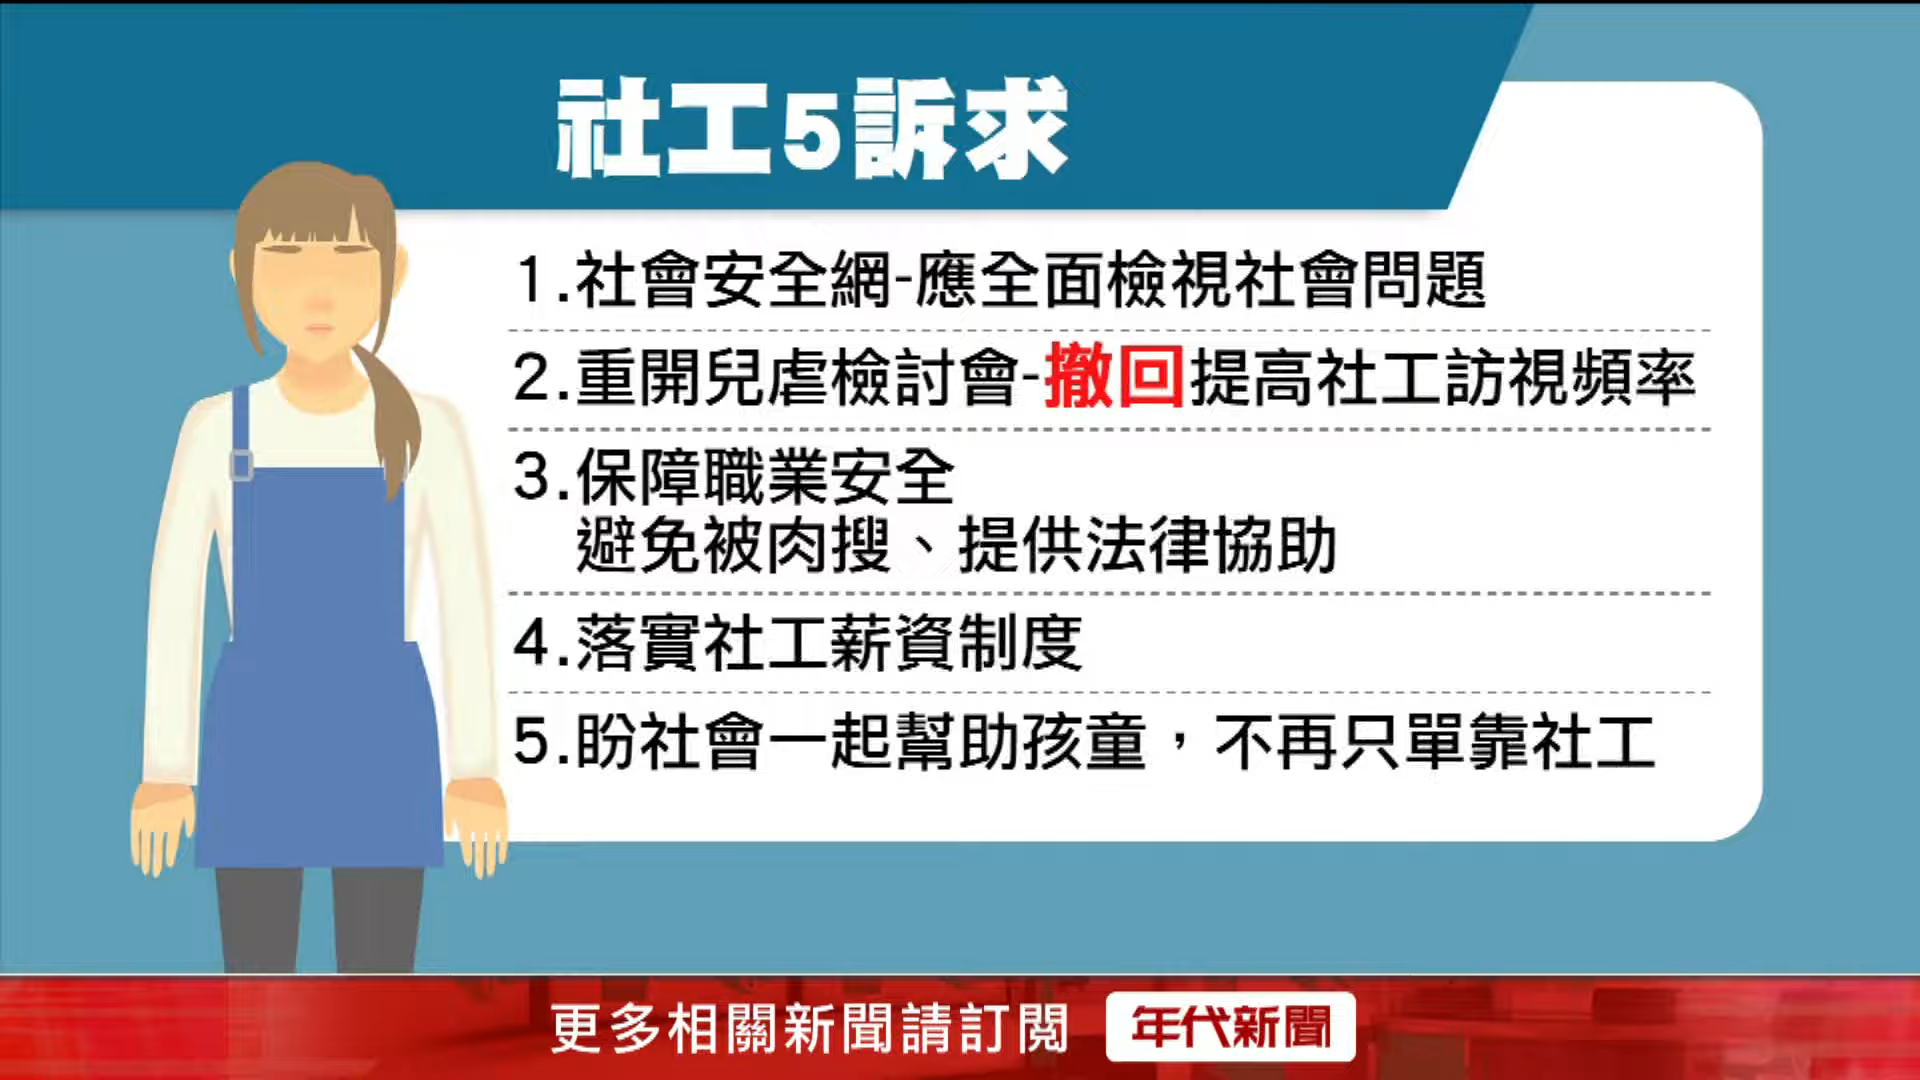 社工5訴求
1.社會安全網-應全面檢視社會問題
2.重開兒虐檢討會-撤回提高社工訪視頻率
3.保障職業安全
避免被肉搜、提供法律協助
4.落實社工薪資制度
5.盼社會一起幫助孩童，不再只單靠社工
更多相關新聞請訂閱 年代新聞